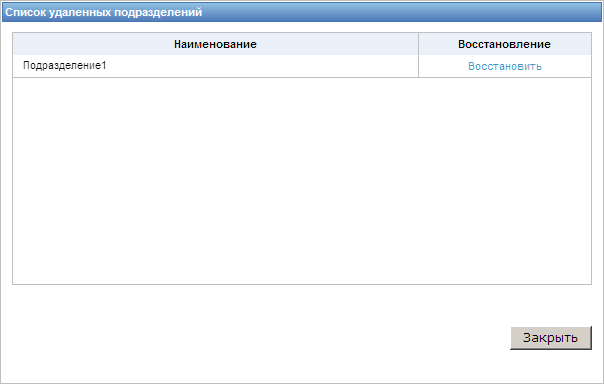 Список удаленных подразделений
Наименование Восстановление
Подразделение1 Восстановить
Закрыть